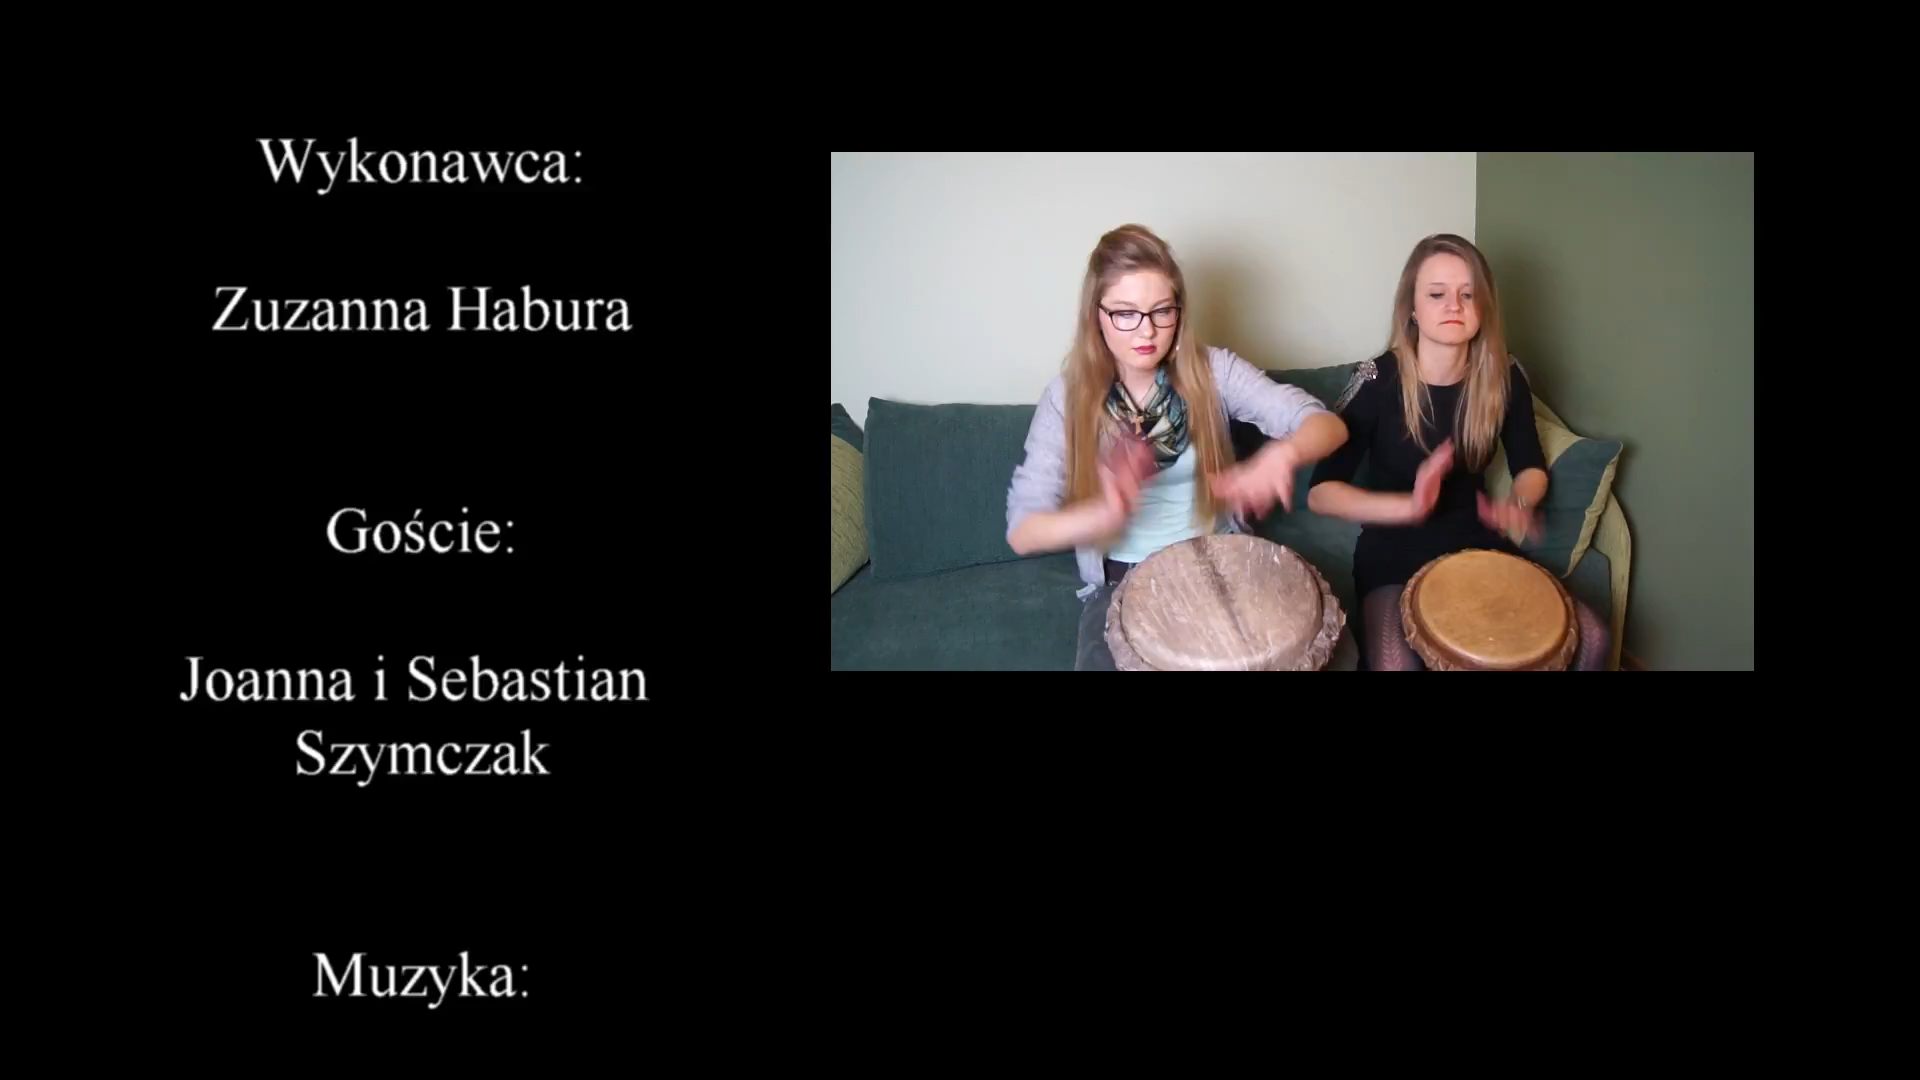 Wykonawca:
Zuzanna Habura
Goście:
Joanna i Sebastian
Szymczak
Muzyka: